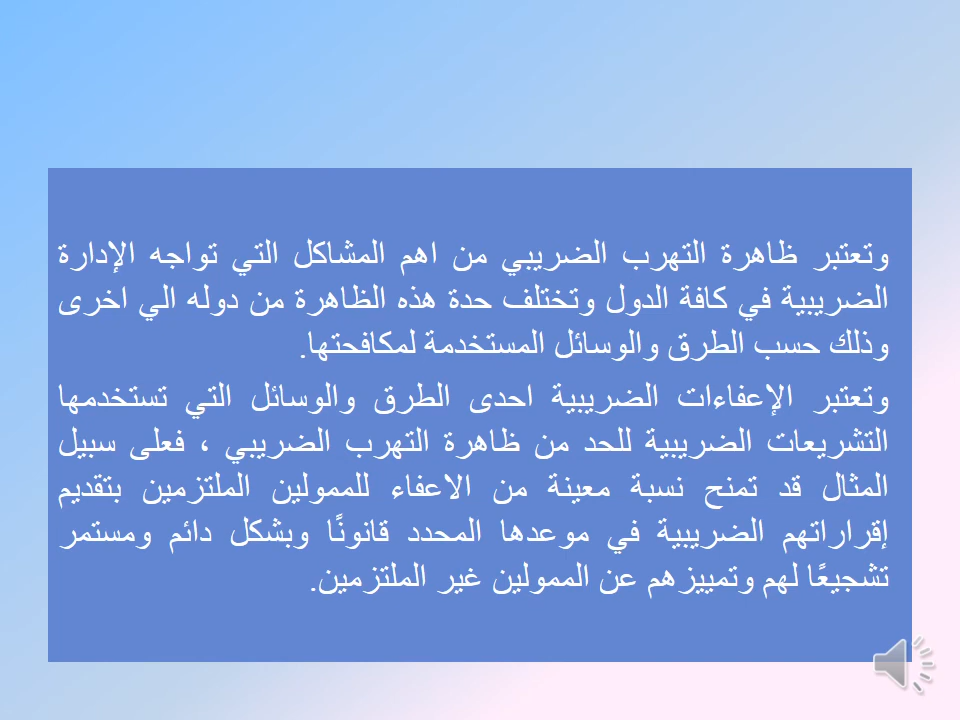 وتعتبر ظاهرة التهرب الضريبي من اهم المشاكل التي تواجه الإدارة
الضريبية في كافة الدول وتختلف حدة هذه الظاهرة من دوله الي اخرى
وذلك حسب الطرق والوسائل المستخدمة لمكافحتها.
وتعتبر الإعفاءات الضريبية احدى الطرق والوسائل التي تستخدمها
التشريعات الضريبية للحد من ظاهرة التهرب الضريبي ، فعلى سبيل
المثال قد تمنح نسبة معينة من الاعفاء للممولين الملتزمين بتقديم
إقراراتهم الضريبية في موعدها المحدد قانونًا وبشكل دائم ومستمر
تشجيعًا لهم وتمييزهم عن الممولين غير الملتزمين.